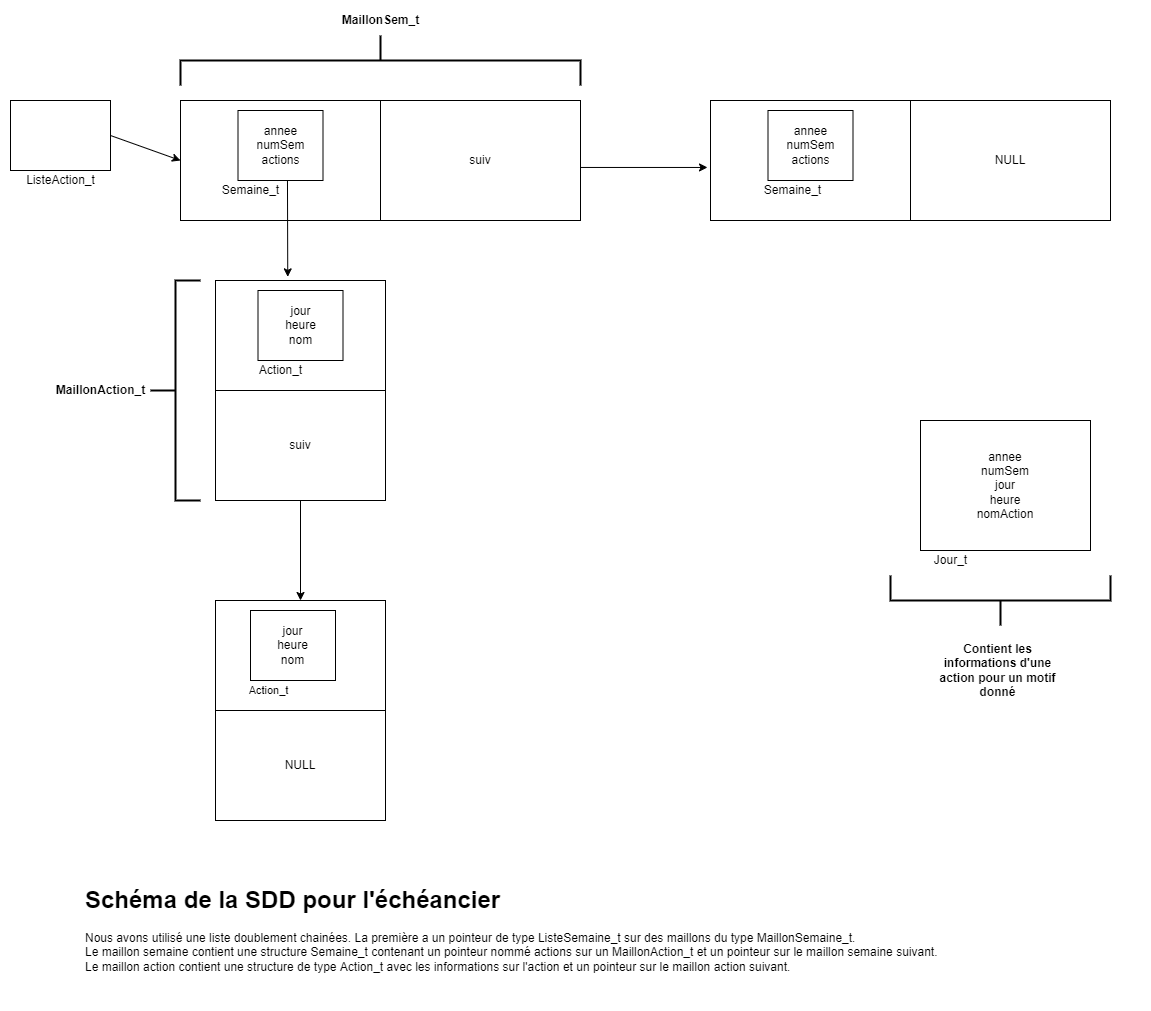 MaillonSem_t
annee
numSem
actions
Semaine_t
suiv
annee
numSem
actions
Semaine_t
NULL
ListeAction_t
jour
heure
nom
Action_t
MaillonAction_t
suiv
annee
numSem
jour
heure
nomAction
Jour_t
jour
heure
nom
Action_t
NULL
Contient les
informations d'une
action pour un motif
donné
Schéma de la SDD pour l'échéancier
Nous avons utilisé une liste doublement chainées. La première a un pointeur de type ListeSemaine_t sur des maillons du type MaillonSemaine_t.
Le maillon semaine contient une structure Semaine_t contenant un pointeur nommé actions sur un MaillonAction_t et un pointeur sur le maillon semaine suivant.
Le maillon action contient une structure de type Action_t avec les informations sur l'action et un pointeur sur le maillon action suivant.